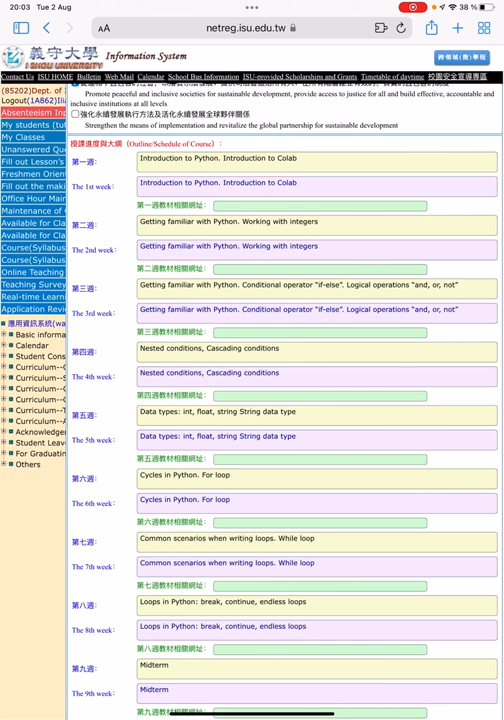 20:03 Tue 2 Aug
38 %
AA
netreg.isu.edu.tw
義守大學 Information System
I-SHOU UNIVERSITY
跨領域(微)學程
Contact Us ISU HOME Bulletin Web Mail Calendar School Bus Information ISU-provided Scholarships and Grants Timetable of daytime 校園安全宣導專區
(85202)Dept. of
Logout(1A862)
Absenteeism
My students
My Classes
Unanswered
Fill out Lesson's
Freshmen
Fill out the
Office Hour
Maintenance of
Available for
Available for
Course(Syllabus
Course(Syllabus
Online Teaching
Teaching Survey
Real-time
Application
應用資訊系統
Basic
Calendar
Student
Curriculum--
Curriculum--
Curriculum--
Curriculum--
Curriculum--
Curriculum--
Student
For
Others
Promote peaceful and inclusive societies for sustainable development, provide access to justice for all and build effective, accountable and
inclusive institutions at all levels
強化永續發展執行方法及活化永續發展全球夥伴關係
Strengthen the means of implementation and revitalize the global partnership for sustainable development
授課進度與大綱 (Outline/Schedule of Course) :
第一週: Introduction to Python. Introduction to Colab
The 1st week: Introduction to Python. Introduction to Colab
第一週教材相關網址:
第二週: Getting familiar with Python. Working with integers
The 2nd week: Getting familiar with Python. Working with integers
第二週教材相關網址:
第三週: Getting familiar with Python. Conditional operator “if-else”. Logical operations “and, or, not”
The 3rd week: Getting familiar with Python. Conditional operator “if-else”. Logical operations “and, or, not”
第三週教材相關網址:
第四週: Nested conditions, Cascading conditions
The 4th week: Nested conditions, Cascading conditions
第四週教材相關網址:
第五週: Data types: int, float, string String data type
The 5th week: Data types: int, float, string String data type
第五週教材相關網址:
第六週: Cycles in Python. For loop
The 6th week: Cycles in Python. For loop
第六週教材相關網址:
第七週: Common scenarios when writing loops. While loop
The 7th week: Common scenarios when writing loops. While loop
第七週教材相關網址:
第八週: Loops in Python: break, continue, endless loops
The 8th week: Loops in Python: break, continue, endless loops
第八週教材相關網址:
第九週: Midterm
The 9th week: Midterm
第九週